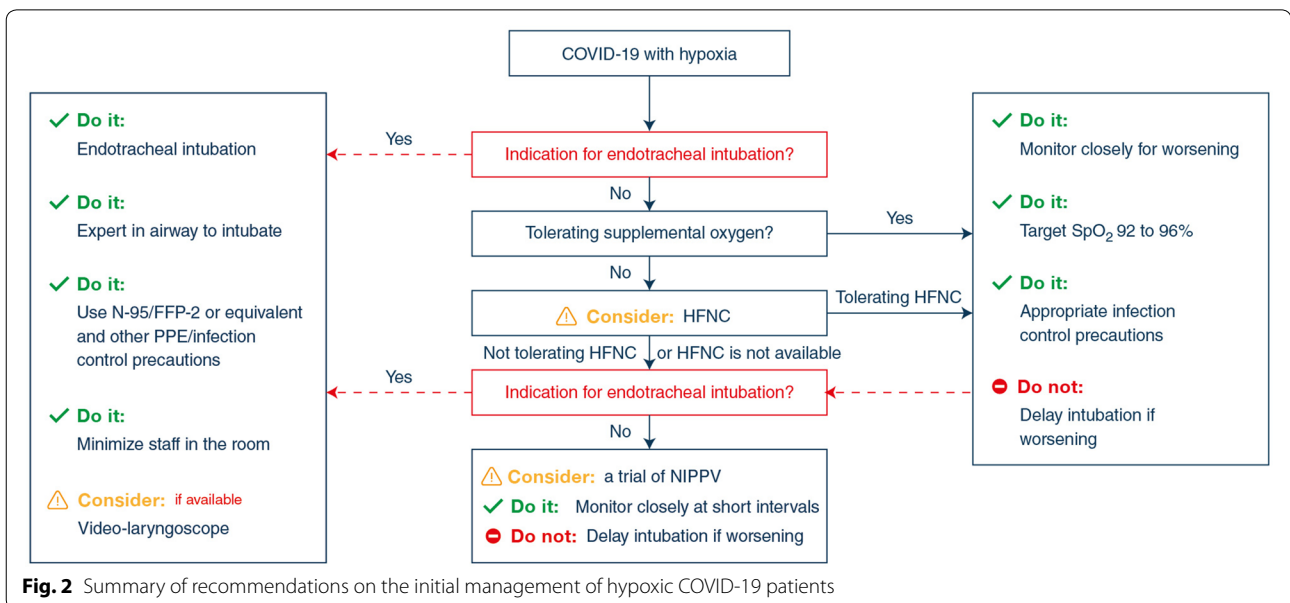 COVID-19 with hypoxia
Indication for endotracheal intubation?
Yes
No
Tolerating supplemental oxygen?
Yes
No
Consider: HFNC
Tolerating HFNC
Not tolerating HFNC or HFNC is not available
Indication for endotracheal intubation?
Yes
No
Consider: a trial of NIPPV
Do it: Monitor closely at short intervals
Do not: Delay intubation if worsening
Do it:
Endotracheal intubation
Do it:
Expert in airway to intubate
Do it:
Use N-95/FFP-2 or equivalent
and other PPE/infection
control precautions
Do it:
Minimize staff in the room
Consider: if available
Video-laryngoscope
Do it:
Monitor closely for worsening
Do it:
Target SpO₂ 92 to 96%
Do it:
Appropriate infection
control precautions
Do not:
Delay intubation if
worsening
Fig. 2 Summary of recommendations on the initial management of hypoxic COVID-19 patients